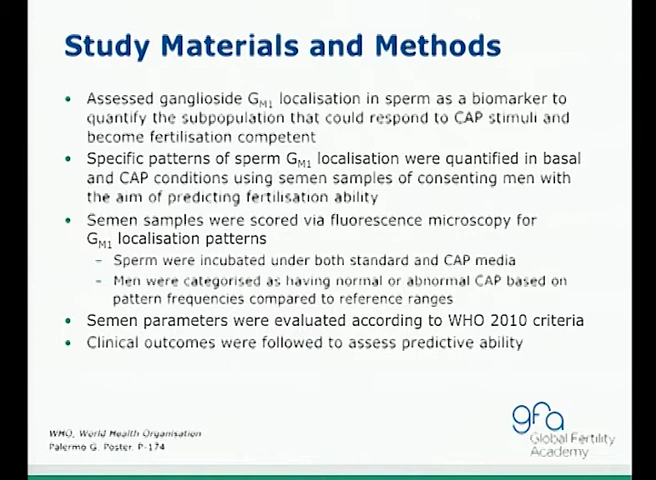 Study Materials and Methods
• Assessed ganglioside GM1 localisation in sperm as a biomarker to
quantify the subpopulation that could respond to CAP stimuli and
become fertilisation competent
• Specific patterns of sperm GM1 localisation were quantified in basal
and CAP conditions using semen samples of consenting men with
the aim of predicting fertilisation ability
• Semen samples were scored via fluorescence microscopy for
GM1 localisation patterns
– Sperm were incubated under both standard and CAP media
– Men were categorised as having normal or abnormal CAP based on
pattern frequencies compared to reference ranges
• Semen parameters were evaluated according to WHO 2010 criteria
• Clinical outcomes were followed to assess predictive ability
WHO, World Health Organisation
Palermo G. Poster, P-174
gfa
Global Fertility
Academy